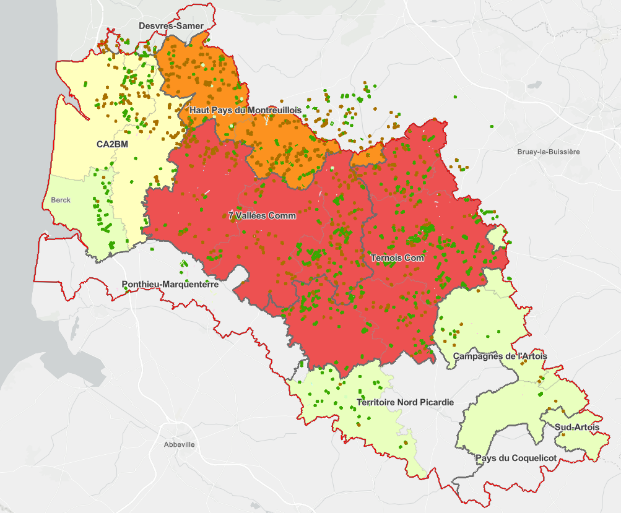 Desvres-Samer
Haut Pays du Montreuillois
CA2BM
Bruay-la-Buissière
Berck
7 Vallées Comm
Ternois Com
Ponthieu-Marquenterre
Campagnes de l'Artois
Territoire Nord Picardie
Sud-Artois
Abbeville
Pays du Coquelicot